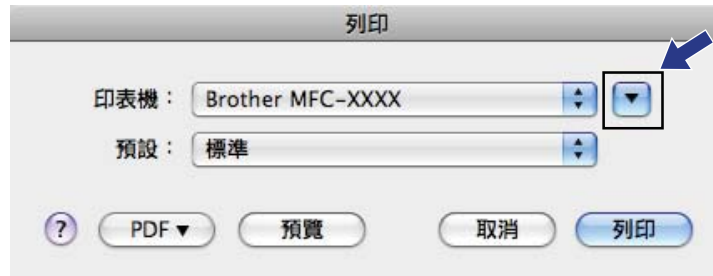 列印
印表機： Brother MFC-XXXX
預設： 標準
? PDF▼ 預覽 取消 列印